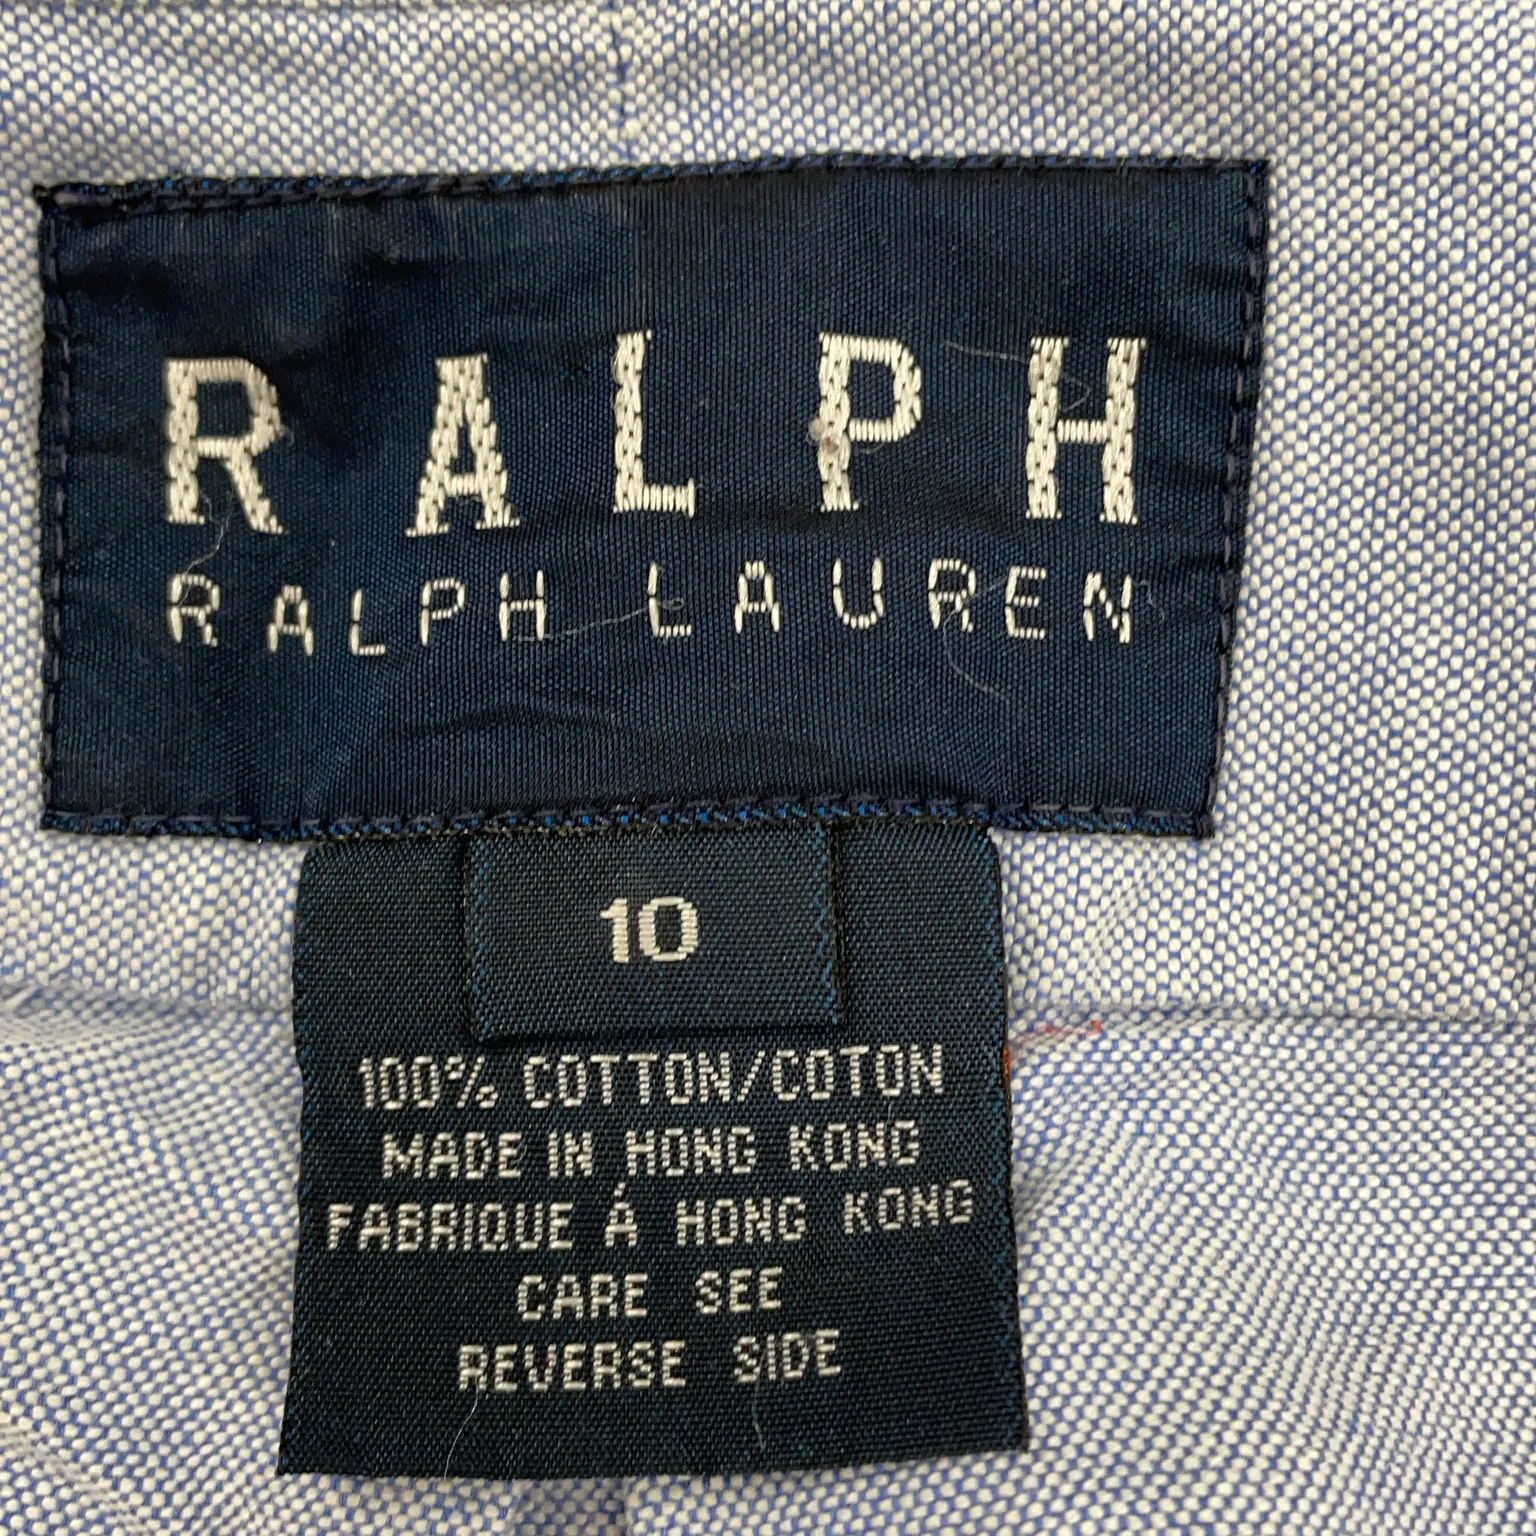 RALPH
RALPH LAUREN
10
100% COTTON/COTON
MADE IN HONG KONG
FABRIQUE Á HONG KONG
CARE SEE
REVERSE SIDE